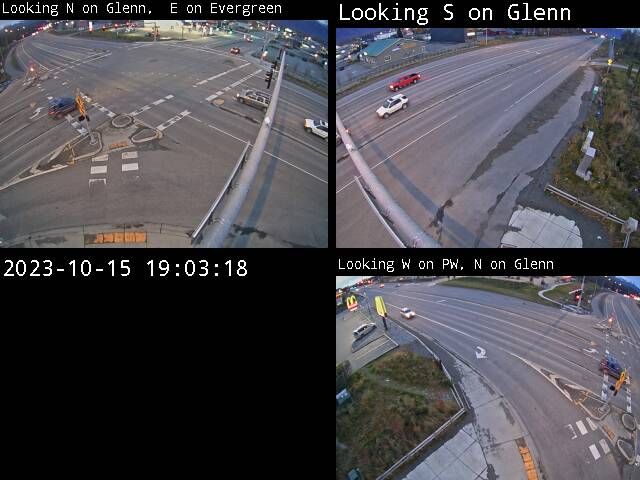 Looking N on Glenn, E on Evergreen
Looking S on Glenn
2023-10-15 19:03:18
Looking W on PW, N on Glenn